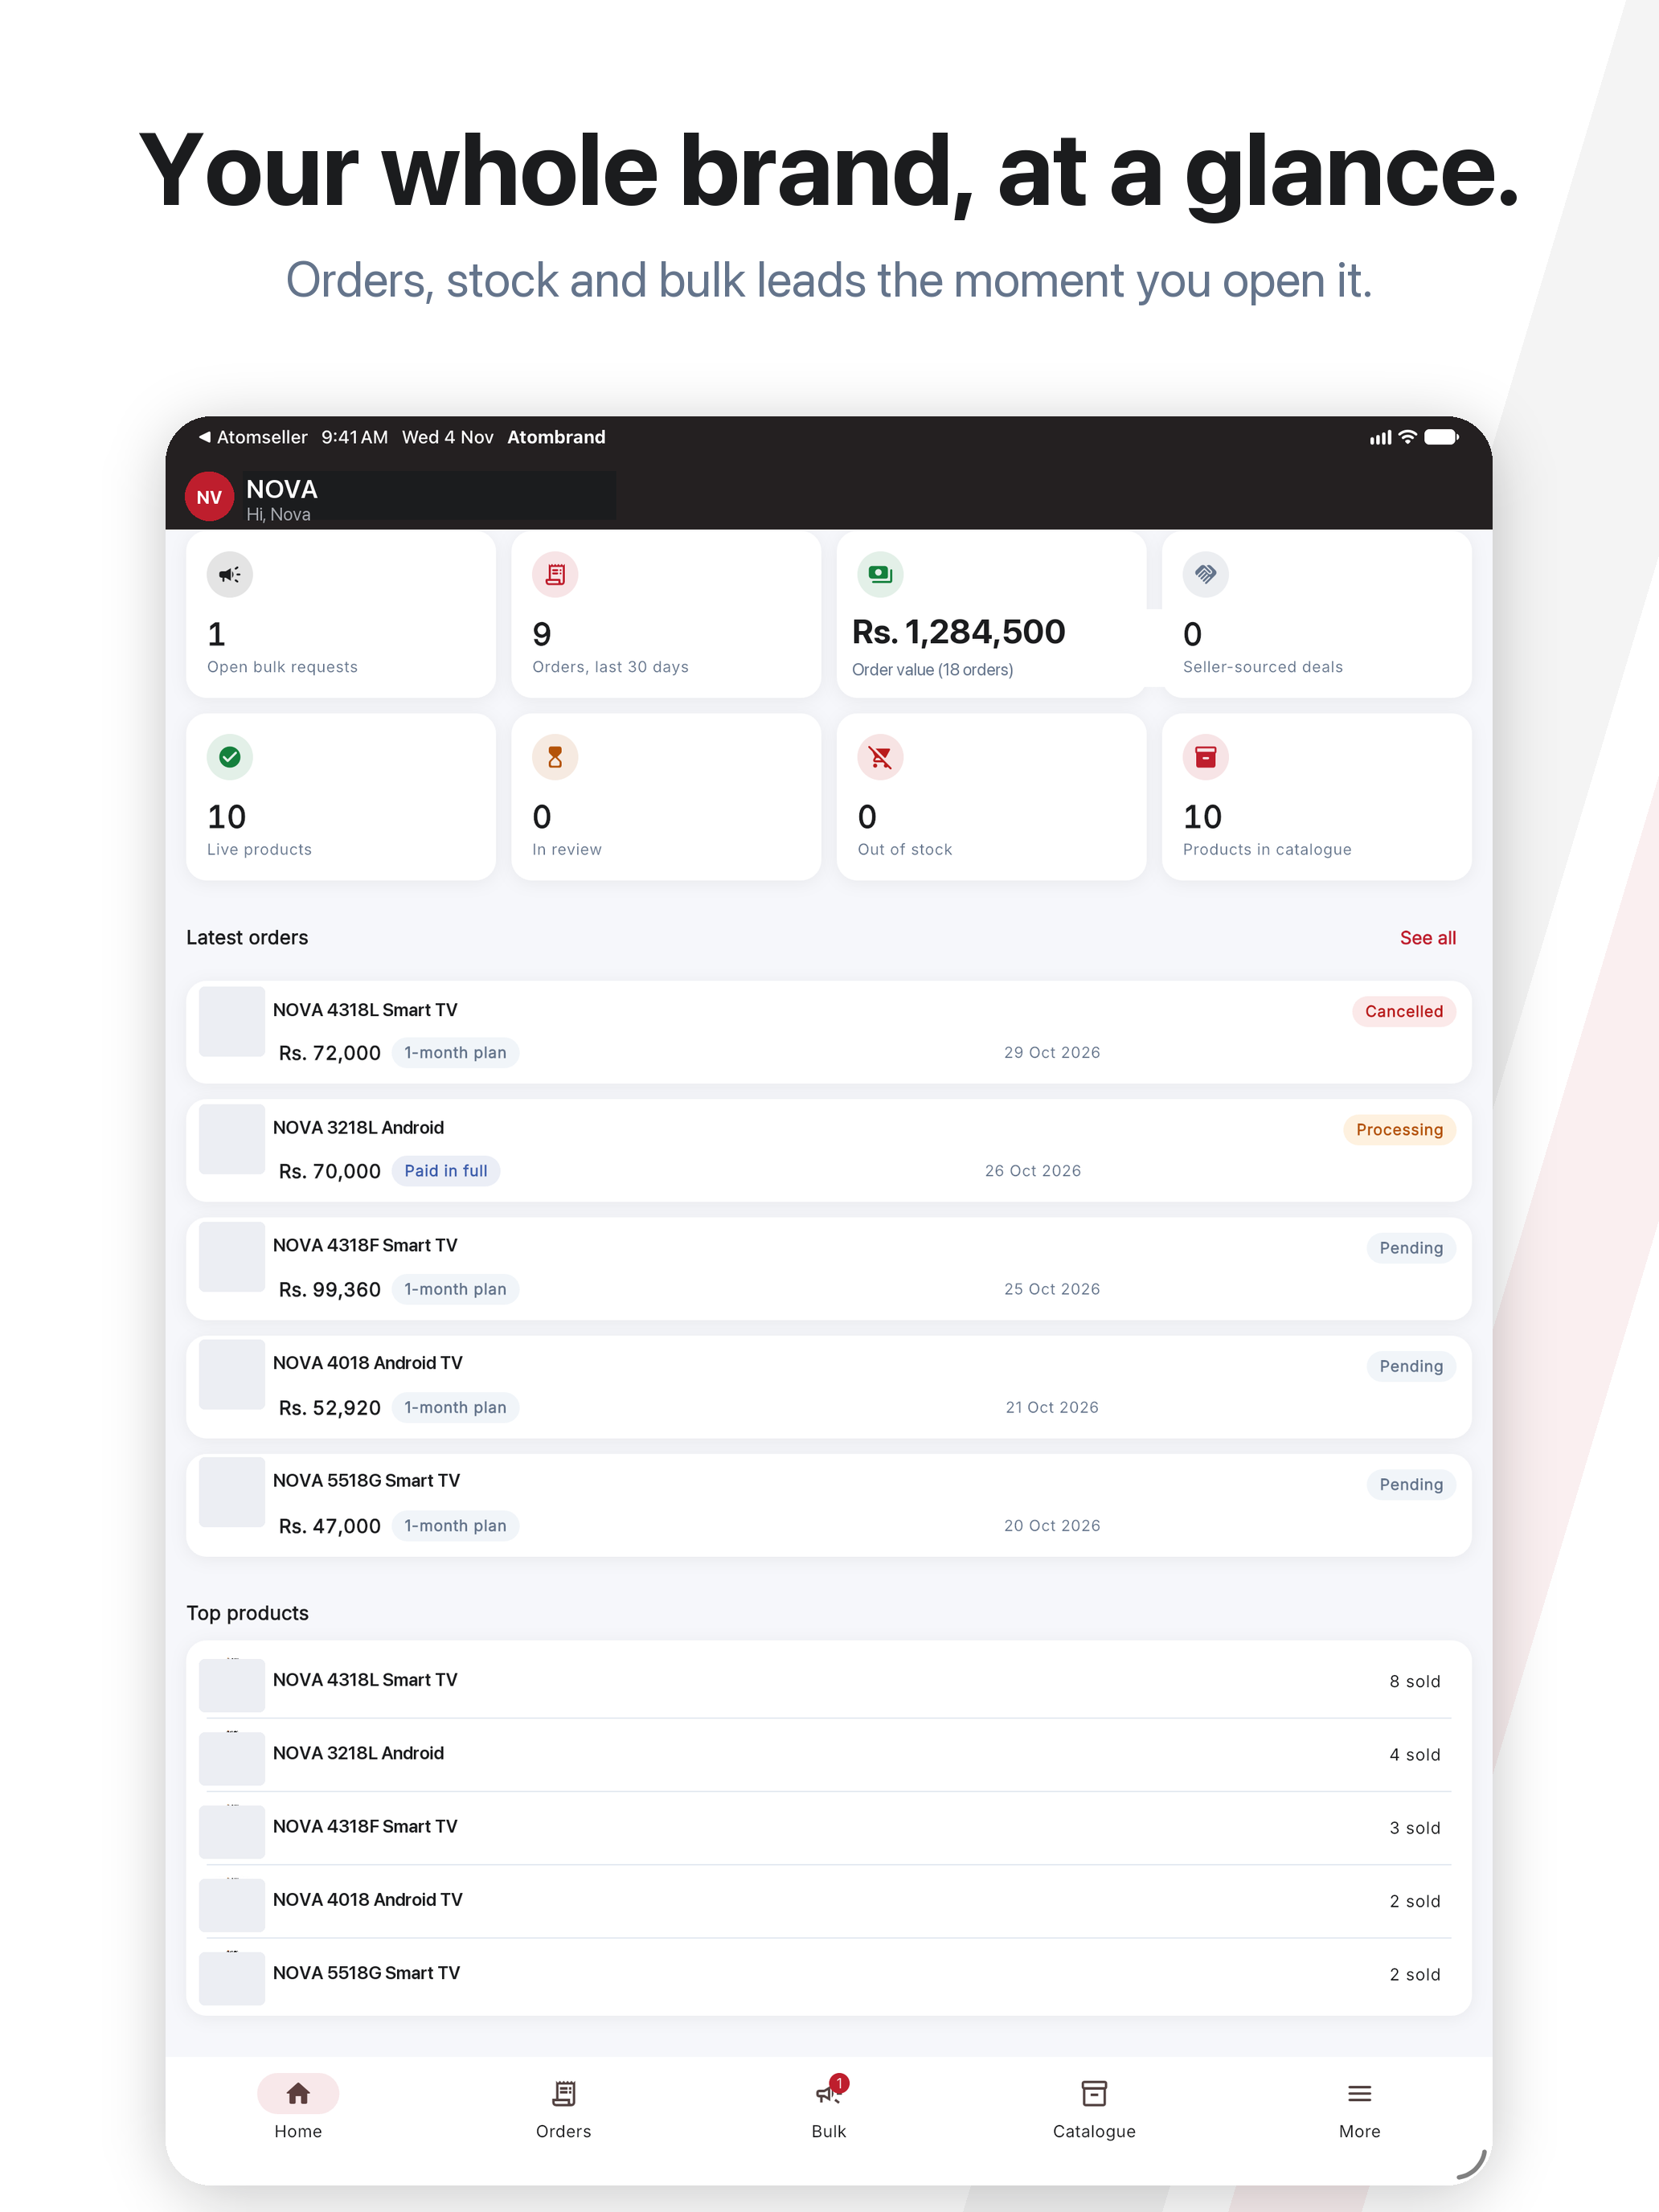 Your whole brand, at a glance.
Orders, stock and bulk leads the moment you open it.
Atomseller 9:41 AM Wed 4 Nov Atombrand
NV
NOVA
Hi, Nova
1
Open bulk requests
9
Orders, last 30 days
Rs. 1,284,500
Order value (18 orders)
0
Seller-sourced deals
10
Live products
0
In review
0
Out of stock
10
Products in catalogue
Latest orders
See all
NOVA 4318L Smart TV
Cancelled
Rs. 72,000 1-month plan 29 Oct 2026
NOVA 3218L Android
Processing
Rs. 70,000 Paid in full 26 Oct 2026
NOVA 4318F Smart TV
Pending
Rs. 99,360 1-month plan 25 Oct 2026
NOVA 4018 Android TV
Pending
Rs. 52,920 1-month plan 21 Oct 2026
NOVA 5518G Smart TV
Pending
Rs. 47,000 1-month plan 20 Oct 2026
Top products
NOVA 4318L Smart TV 8 sold
NOVA 3218L Android 4 sold
NOVA 4318F Smart TV 3 sold
NOVA 4018 Android TV 2 sold
NOVA 5518G Smart TV 2 sold
1
Home Orders Bulk Catalogue More